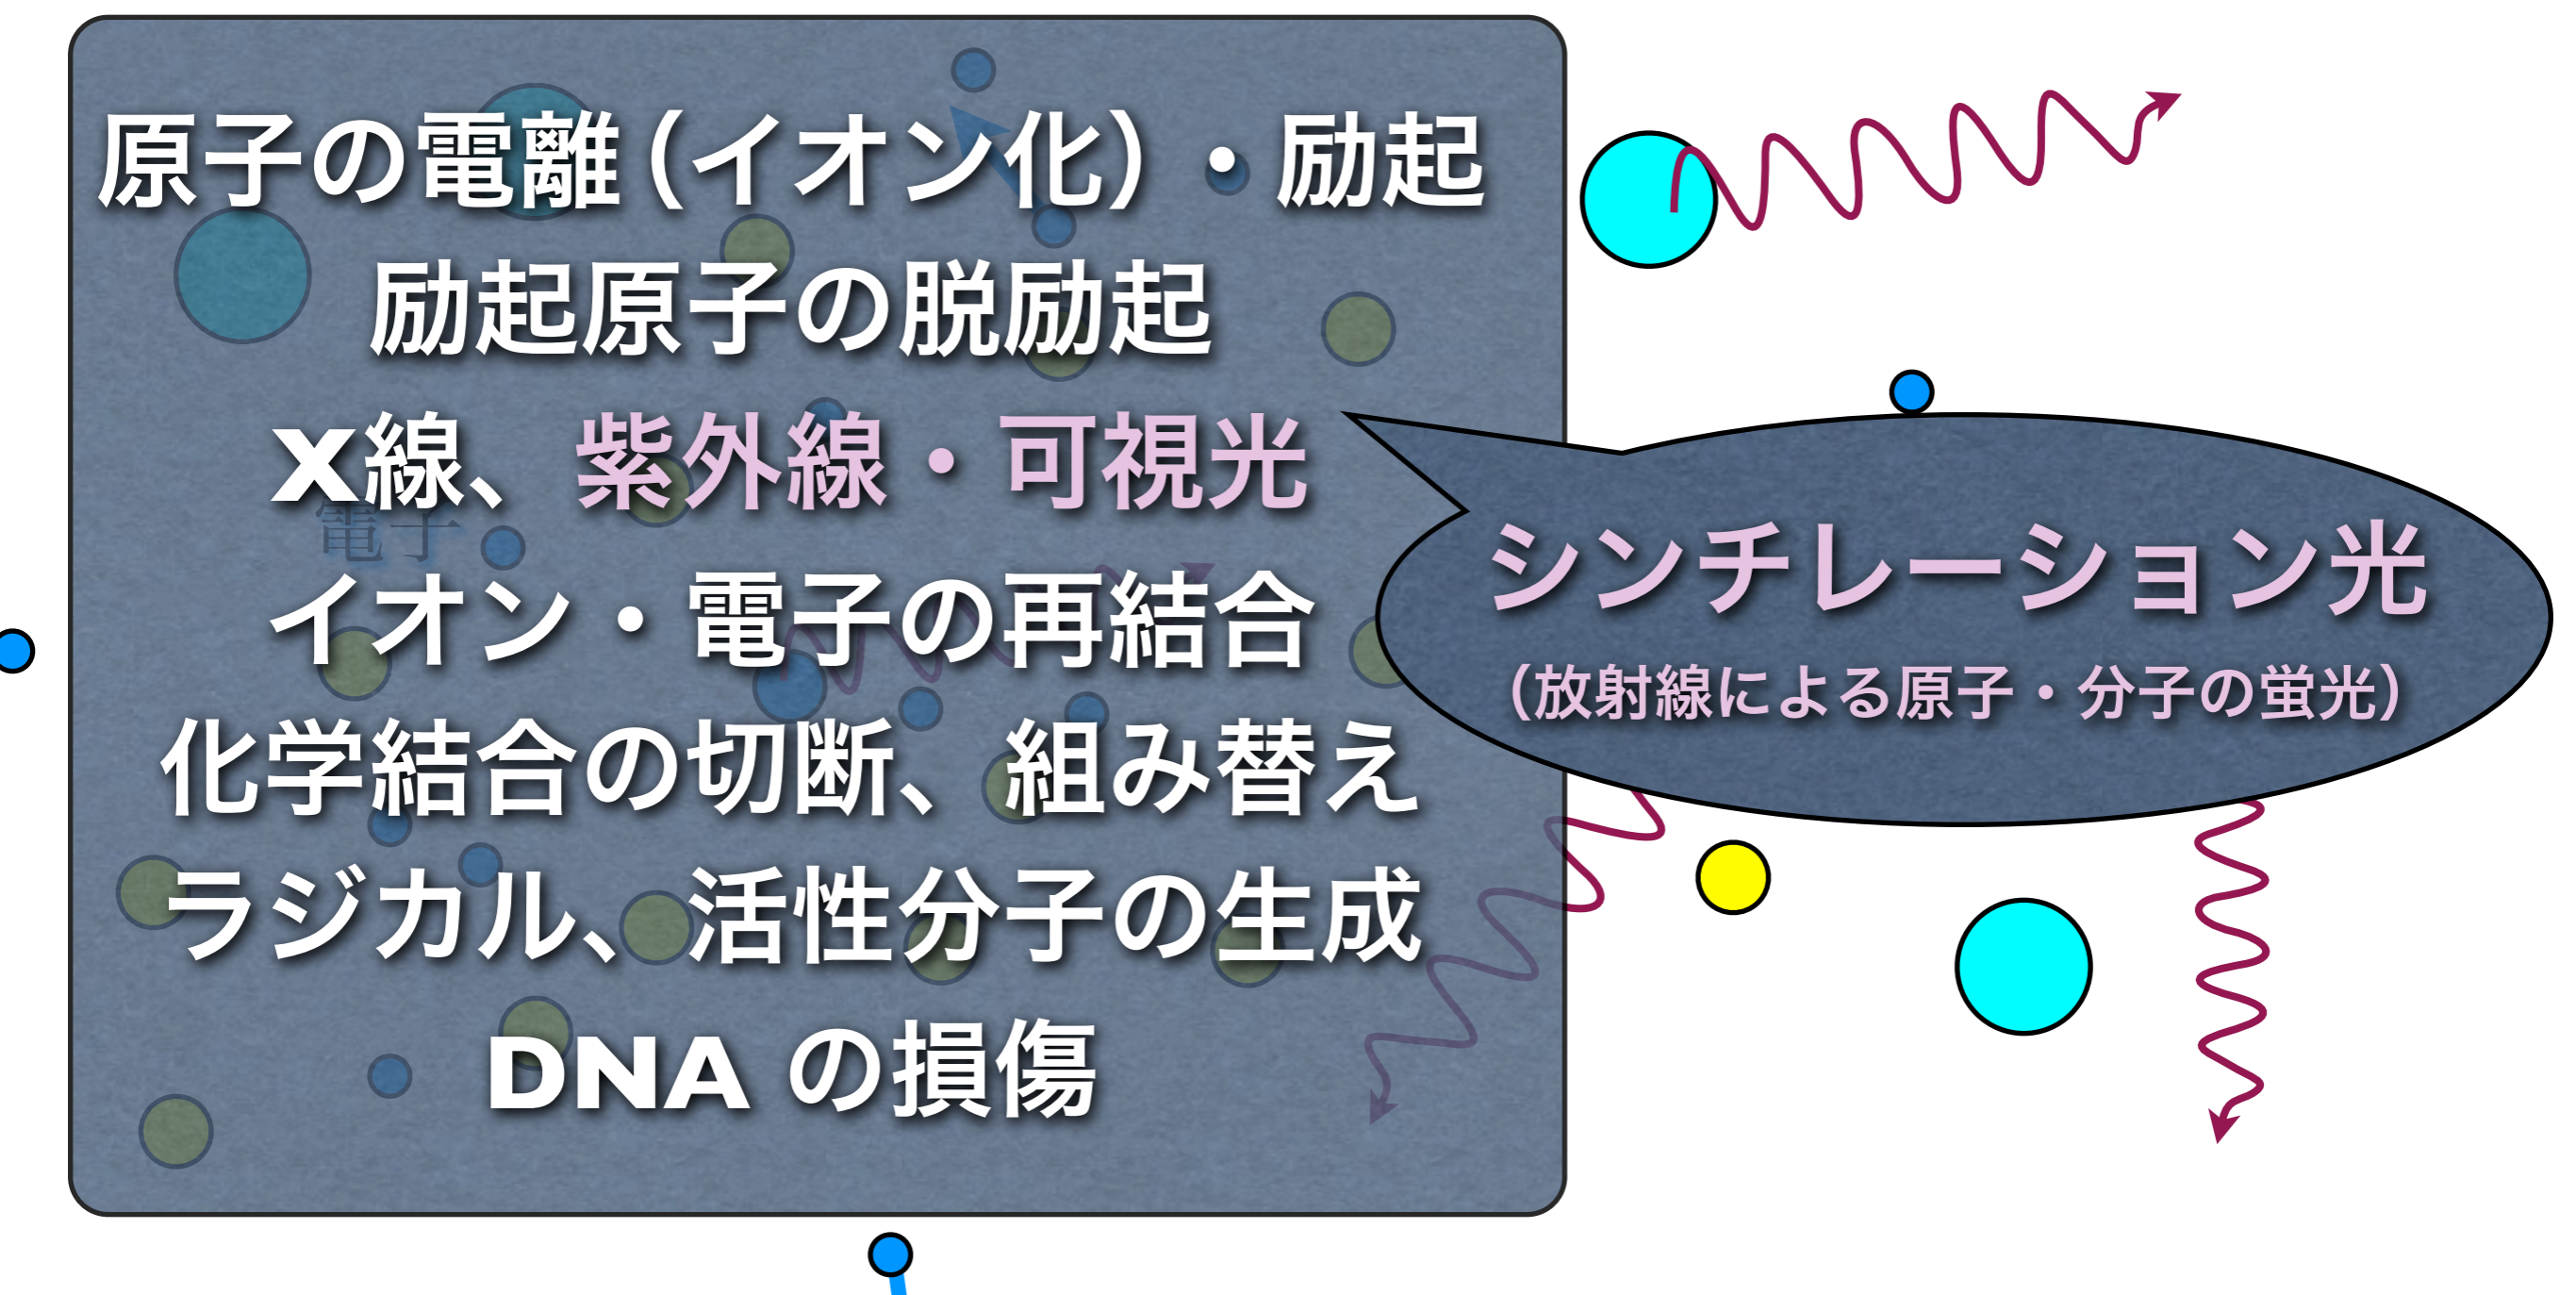 原子の電離（イオン化）・励起
励起原子の脱励起
X線、紫外線・可視光
電子
イオン・電子の再結合
化学結合の切断、組み替え
ラジカル、活性分子の生成
DNA の損傷
シンチレーション光
（放射線による原子・分子の蛍光）